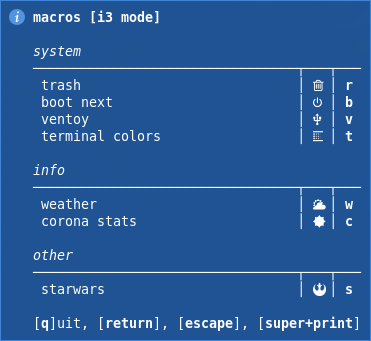 macros [i3 mode]
system
trash r
boot next b
ventoy v
terminal colors t
info
weather w
corona stats c
other
starwars s
[q]uit, [return], [escape], [super+print]